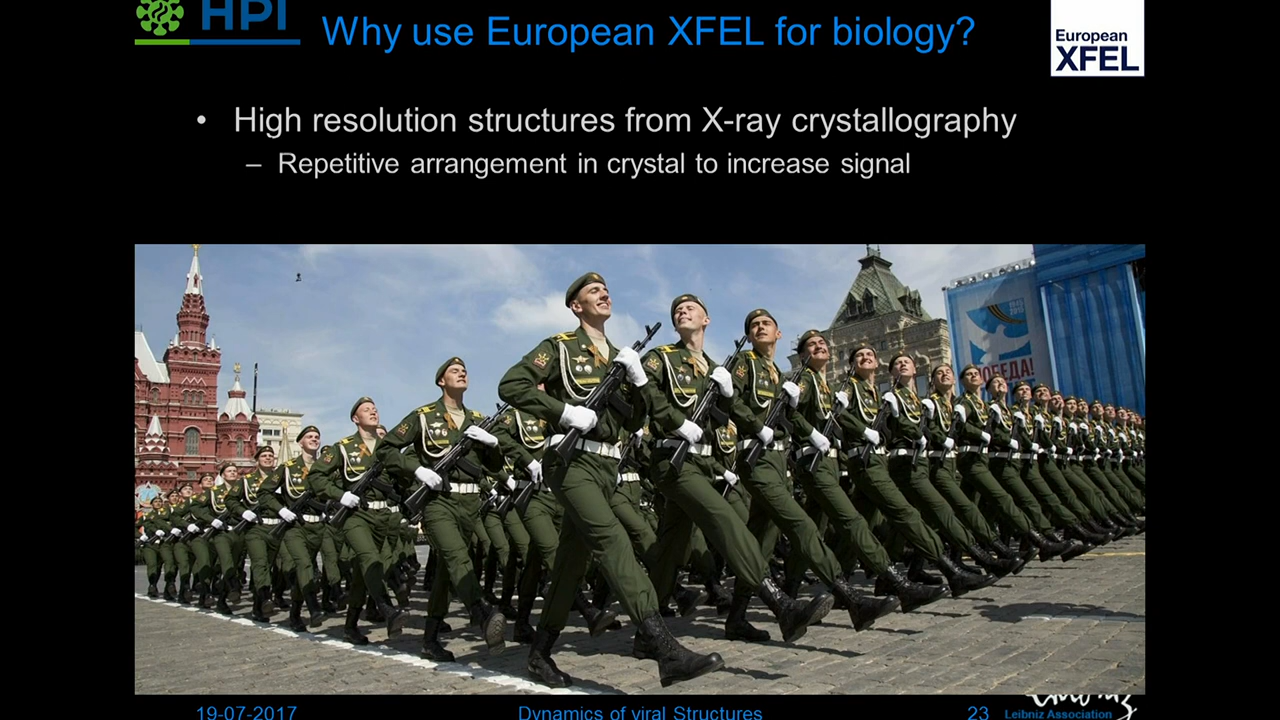 HPI
Why use European XFEL for biology?
European
XFEL
• High resolution structures from X-ray crystallography
– Repetitive arrangement in crystal to increase signal
ПОБЕДА!
19-07-2017
Dynamics of viral Structures
23
Leibniz Association